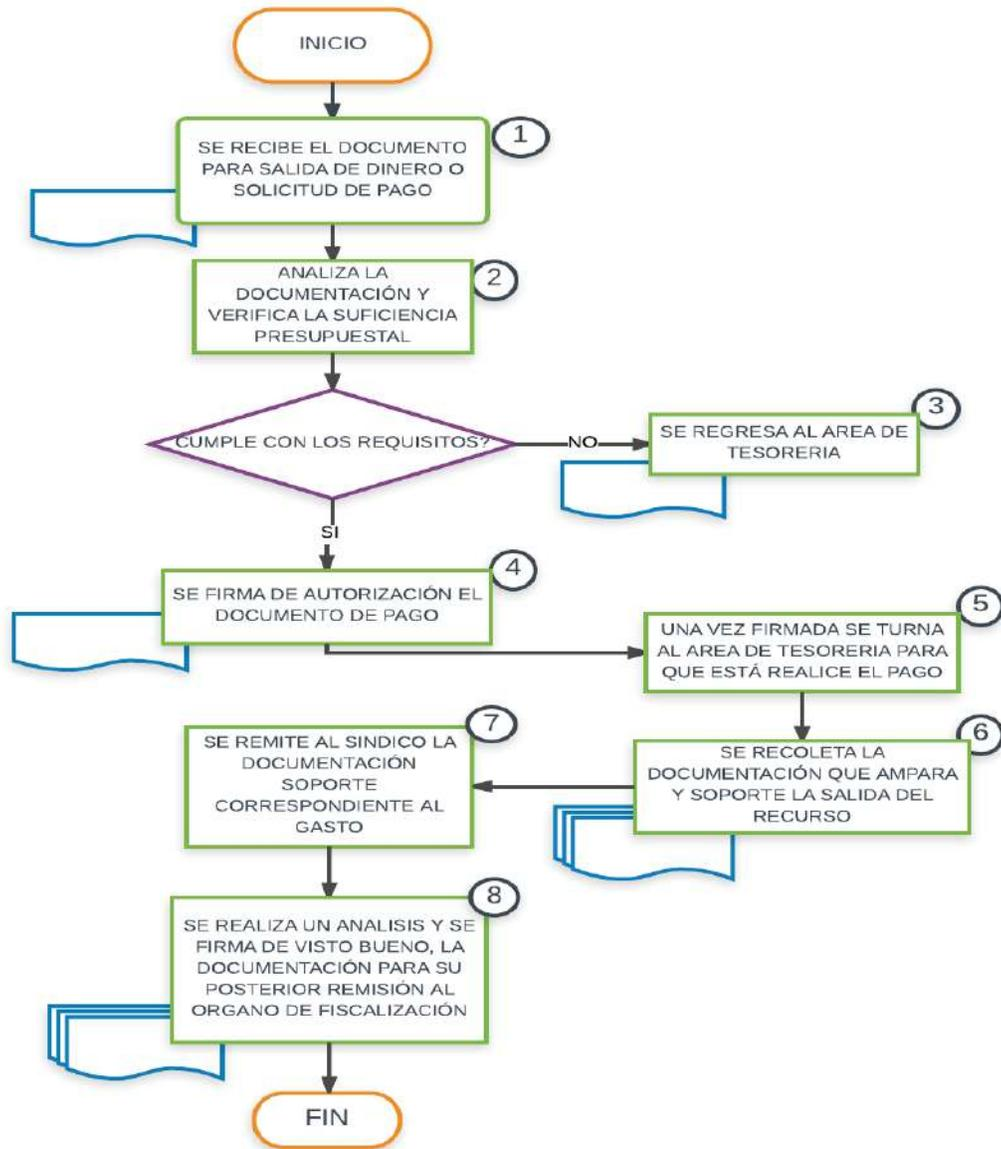 INICIO
1
SE RECIBE EL DOCUMENTO
PARA SALIDA DE DINERO O
SOLICITUD DE PAGO
2
ANALIZA LA
DOCUMENTACIÓN Y
VERIFICA LA SUFICIENCIA
PRESUPUESTAL
CUMPLE CON LOS REQUISITOS?
NO
3
SE REGRESA AL AREA DE
TESORERIA
SI
4
SE FIRMA DE AUTORIZACIÓN EL
DOCUMENTO DE PAGO
5
UNA VEZ FIRMADA SE TURNA
AL AREA DE TESORERIA PARA
QUE ESTÁ REALICE EL PAGO
6
SE RECOLETA LA
DOCUMENTACIÓN QUE AMPARA
Y SOPORTE LA SALIDA DEL
RECURSO
7
SE REMITE AL SINDICO LA
DOCUMENTACIÓN
SOPORTE
CORRESPONDIENTE AL
GASTO
8
SE REALIZA UN ANALISIS Y SE
FIRMA DE VISTO BUENO, LA
DOCUMENTACIÓN PARA SU
POSTERIOR REMISIÓN AL
ORGANO DE FISCALIZACIÓN
FIN